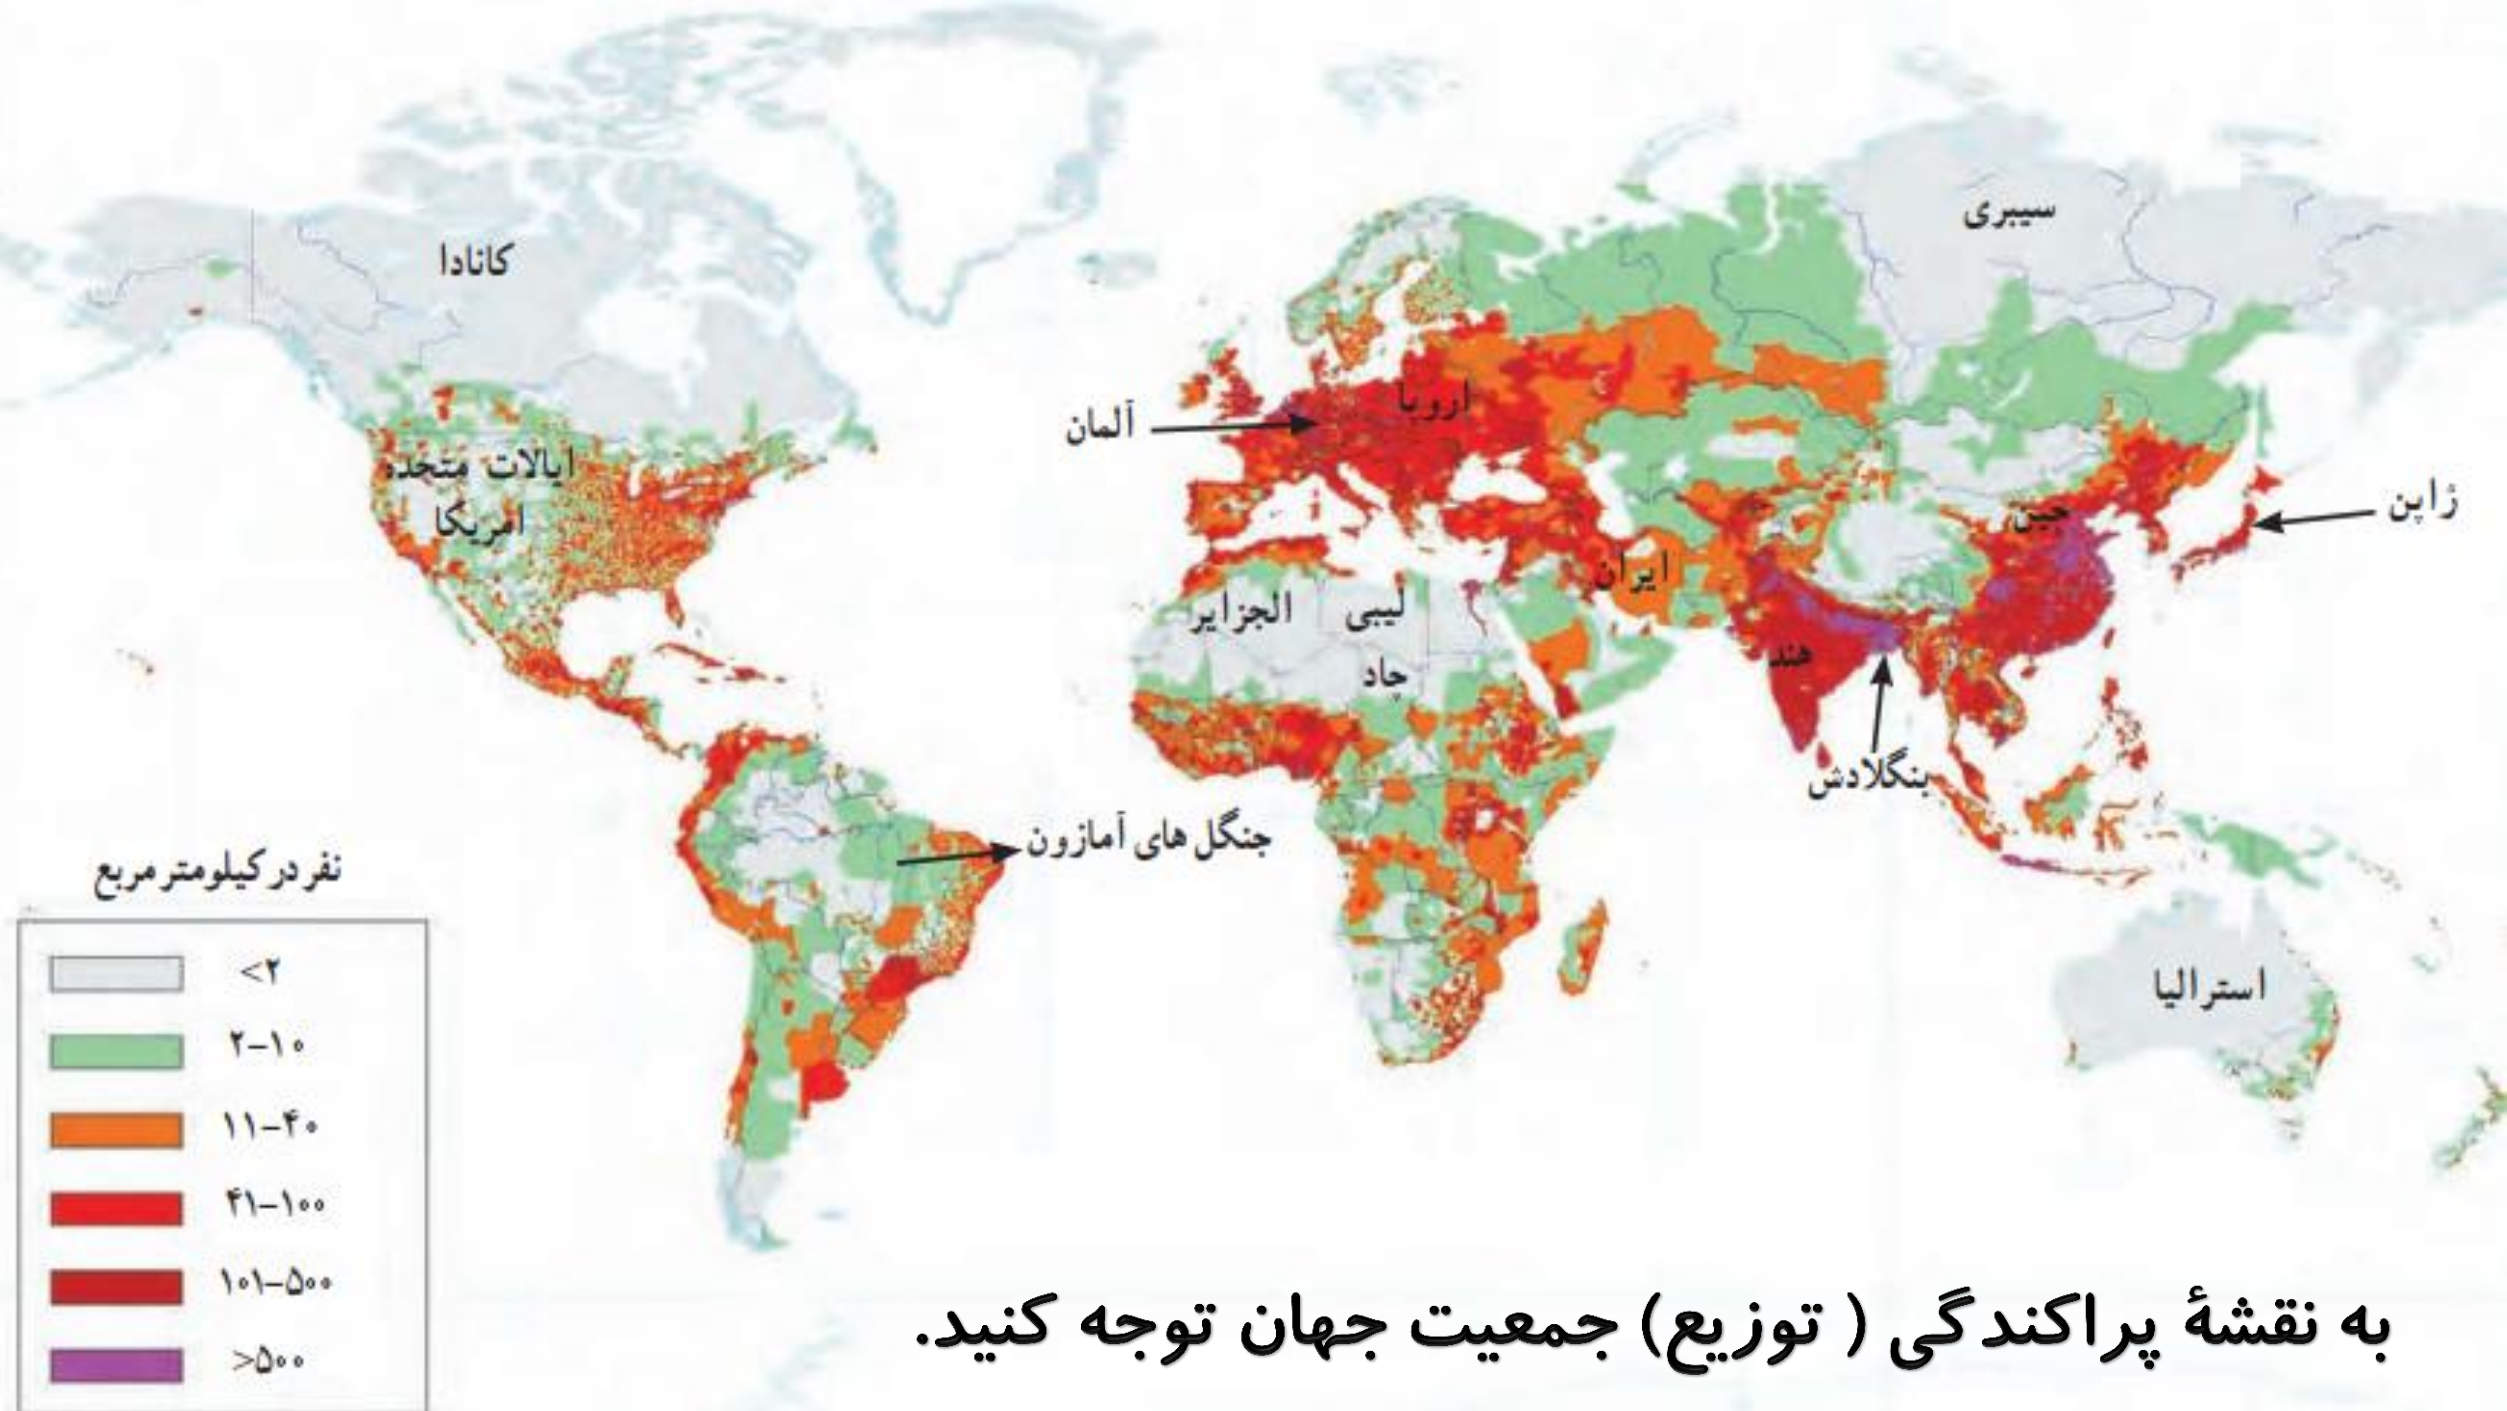 سیبری
کانادا
اروپا
آلمان
ایالات متحده
امریکا
ژاپن
چین
ایران
لیبی
الجزایر
چاد
هند
بنگلادش
جنگل های آمازون
استرالیا
نفر در کیلومتر مربع
<۲
۲–۱۰
۱۱–۴۰
۴۱–۱۰۰
۱۰۱–۵۰۰
>۵۰۰
به نقشۀ پراکندگی ( توزیع) جمعیت جهان توجه کنید.